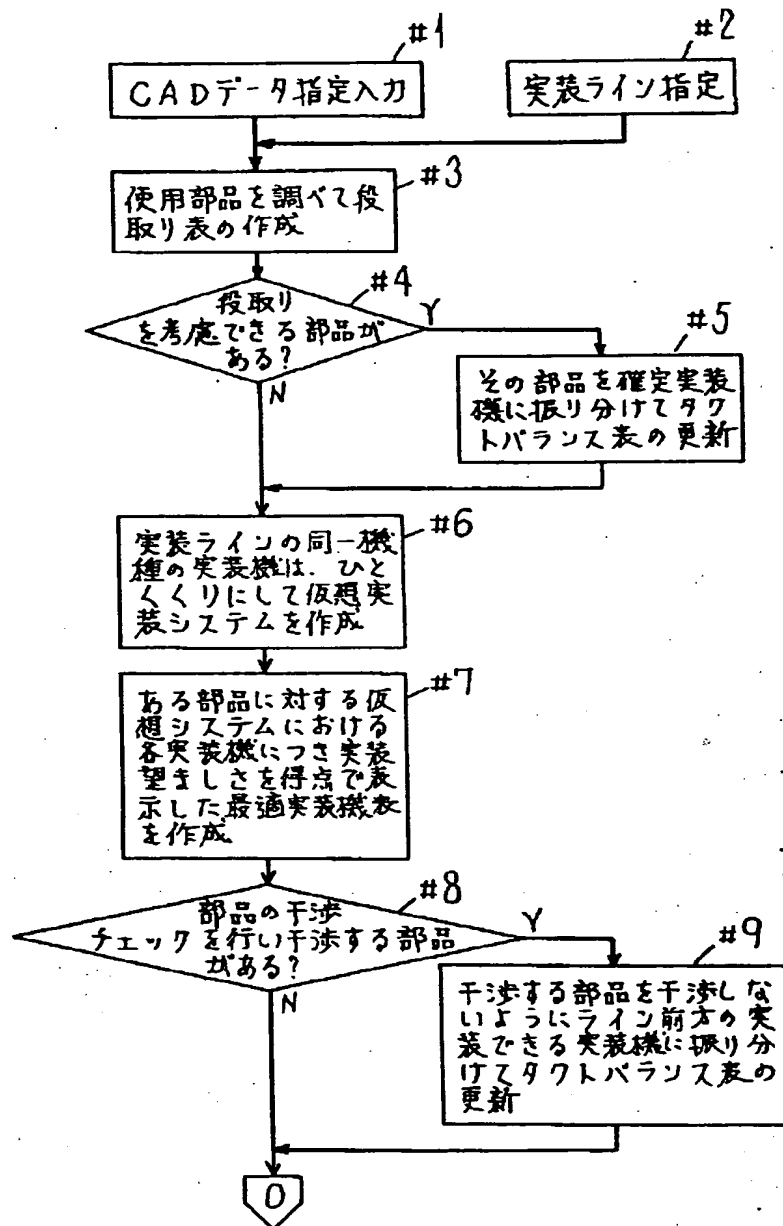 #1
CADデータ指定入力
#2
実装ライン指定
#3
使用部品を調べて段
取り表の作成
#4
段取り
を考慮できる部品が
ある?
Y
N
#5
その部品を確定実装
機に振り分けてタク
トバランス表の更新
#6
実装ラインの同一機
種の実装機は、ひと
くくりにして仮想実
装システムを作成
#7
ある部品に対する仮
想システムにおける
各実装機につき実装
望ましさを得点で表
示した最適実装機表
を作成
#8
部品の干渉
チェックを行い干渉する部品
がある?
Y
N
#9
干渉する部品を干渉しな
いようにライン前方の実
装できる実装機に振り分
けてタクトバランス表の
更新
O